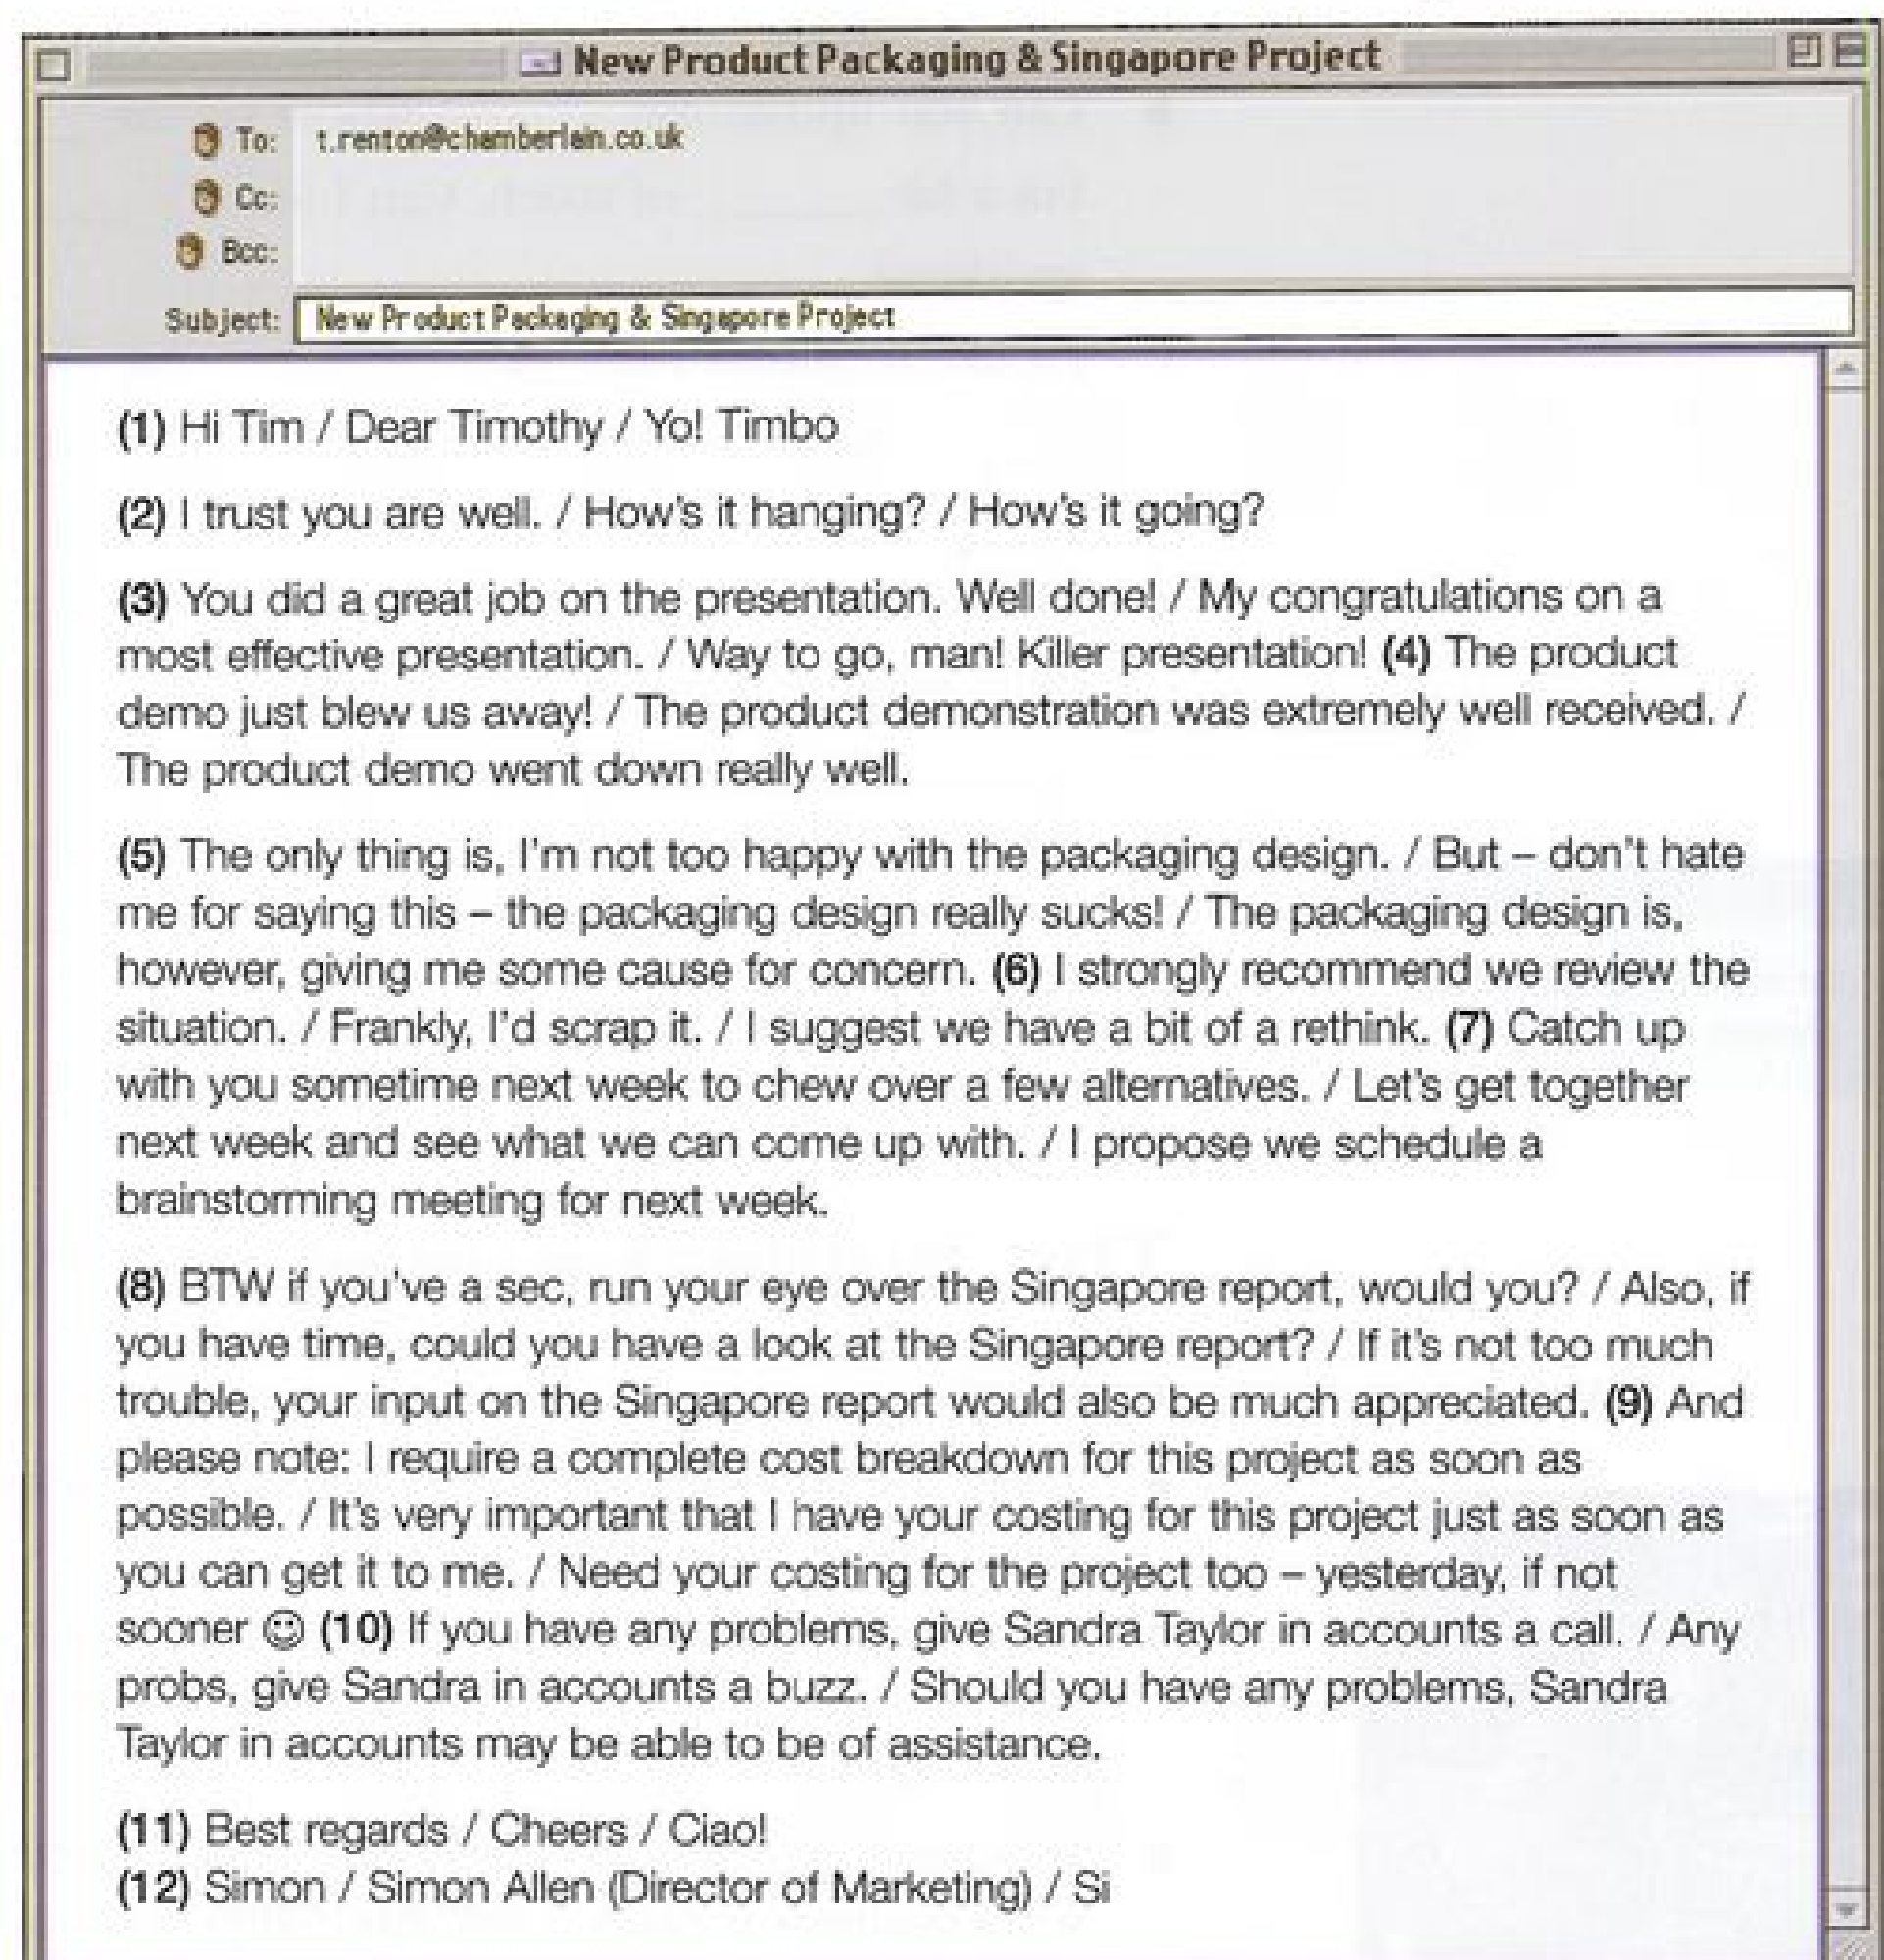 New Product Packaging & Singapore Project
To: t.renton@chamberlain.co.uk
Cc:
Bcc:
Subject: New Product Packaging & Singapore Project
(1) Hi Tim / Dear Timothy / Yo! Timbo
(2) I trust you are well. / How's it hanging? / How's it going?
(3) You did a great job on the presentation. Well done! / My congratulations on a
most effective presentation. / Way to go, man! Killer presentation! (4) The product
demo just blew us away! / The product demonstration was extremely well received. /
The product demo went down really well.
(5) The only thing is, I'm not too happy with the packaging design. / But – don't hate
me for saying this – the packaging design really sucks! / The packaging design is,
however, giving me some cause for concern. (6) I strongly recommend we review the
situation. / Frankly, I'd scrap it. / I suggest we have a bit of a rethink. (7) Catch up
with you sometime next week to chew over a few alternatives. / Let's get together
next week and see what we can come up with. / I propose we schedule a
brainstorming meeting for next week.
(8) BTW if you've a sec, run your eye over the Singapore report, would you? / Also, if
you have time, could you have a look at the Singapore report? / If it's not too much
trouble, your input on the Singapore report would also be much appreciated. (9) And
please note: I require a complete cost breakdown for this project as soon as
possible. / It's very important that I have your costing for this project just as soon as
you can get it to me. / Need your costing for the project too – yesterday, if not
sooner ☺ (10) If you have any problems, give Sandra Taylor in accounts a call. / Any
probs, give Sandra in accounts a buzz. / Should you have any problems, Sandra
Taylor in accounts may be able to be of assistance.
(11) Best regards / Cheers / Ciao!
(12) Simon / Simon Allen (Director of Marketing) / Si